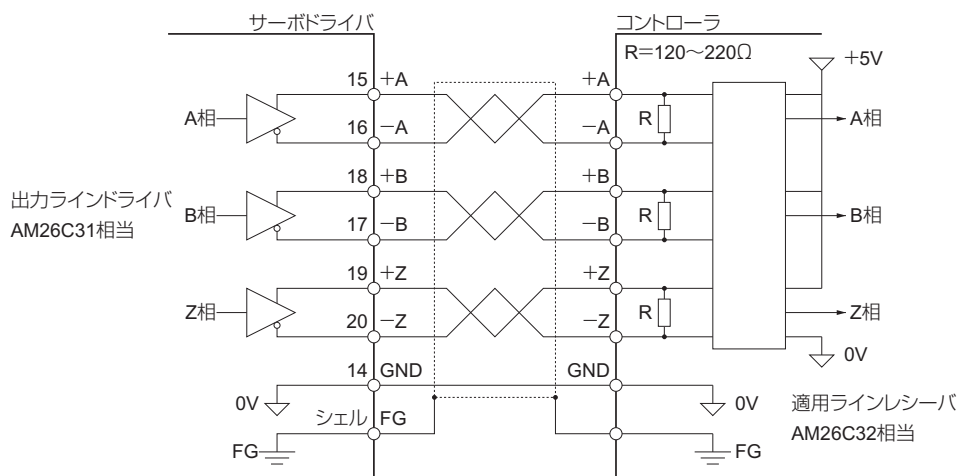 サーボドライバ
コントローラ
R＝120～220Ω
＋5V
15 ＋A
＋A
A相
R
A相
16 －A
－A
18 ＋B
＋B
出力ラインドライバ
AM26C31相当
B相
R
B相
17 －B
－B
19 ＋Z
＋Z
Z相
R
Z相
20 －Z
－Z
0V
14 GND
GND
0V
0V
適用ラインレシーバ
AM26C32相当
シェル FG
FG
FG